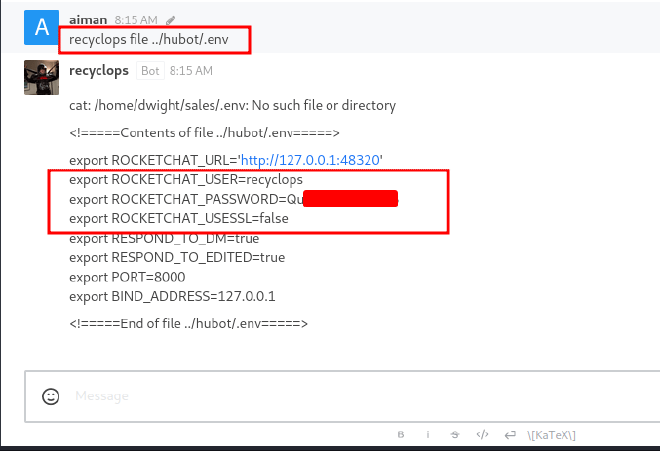 A
aiman 8:15 AM
recyclops file ../hubot/.env
recyclops Bot 8:15 AM
cat: /home/dwight/sales/.env: No such file or directory
<!=====Contents of file ../hubot/.env=====>
export ROCKETCHAT_URL='http://127.0.0.1:48320'
export ROCKETCHAT_USER=recyclops
export ROCKETCHAT_PASSWORD=Qu
export ROCKETCHAT_USESSL=false
export RESPOND_TO_DM=true
export RESPOND_TO_EDITED=true
export PORT=8000
export BIND_ADDRESS=127.0.0.1
<!=====End of file ../hubot/.env=====>
Message
B i S </> \[KaTeX\]